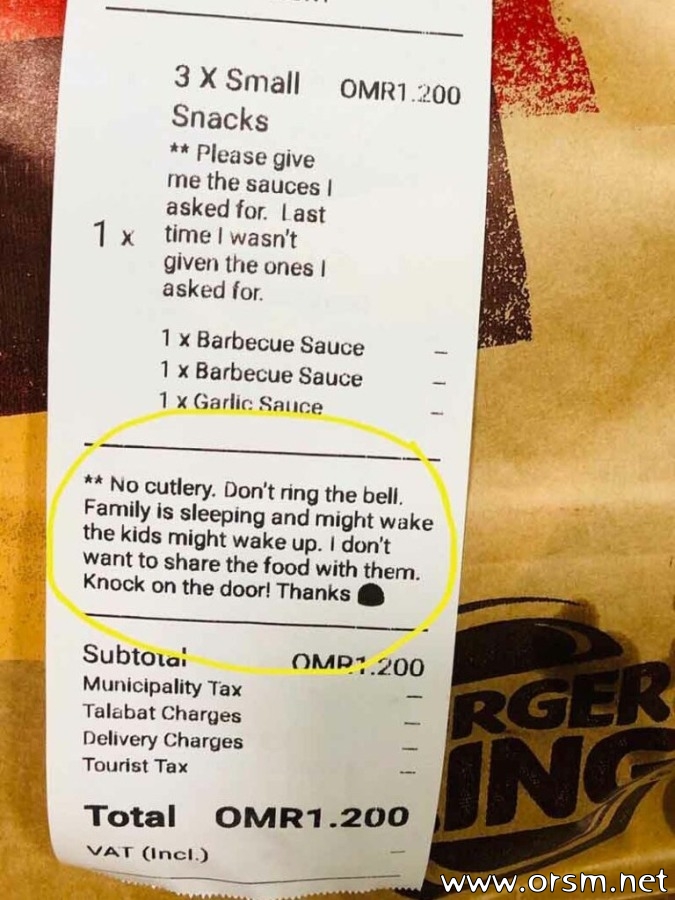 3 X Small OMR1.200
Snacks
** Please give
me the sauces I
asked for. Last
1 x time I wasn't
given the ones I
asked for.
1 x Barbecue Sauce –
1 x Barbecue Sauce –
1 x Garlic Sauce –
** No cutlery. Don't ring the bell.
Family is sleeping and might wake
the kids might wake up. I don't
want to share the food with them.
Knock on the door! Thanks
Subtotal OMR1.200
Municipality Tax –
Talabat Charges –
Delivery Charges –
Tourist Tax –
Total OMR1.200
VAT (Incl.) –
RGER
ING
www.orsm.net